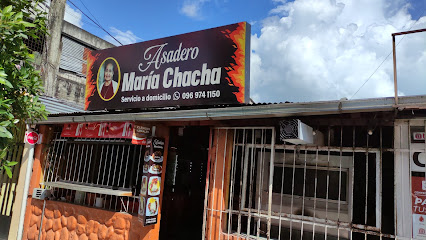 Asadero
María Chacha
Servicio a domicilio 096 974 1150